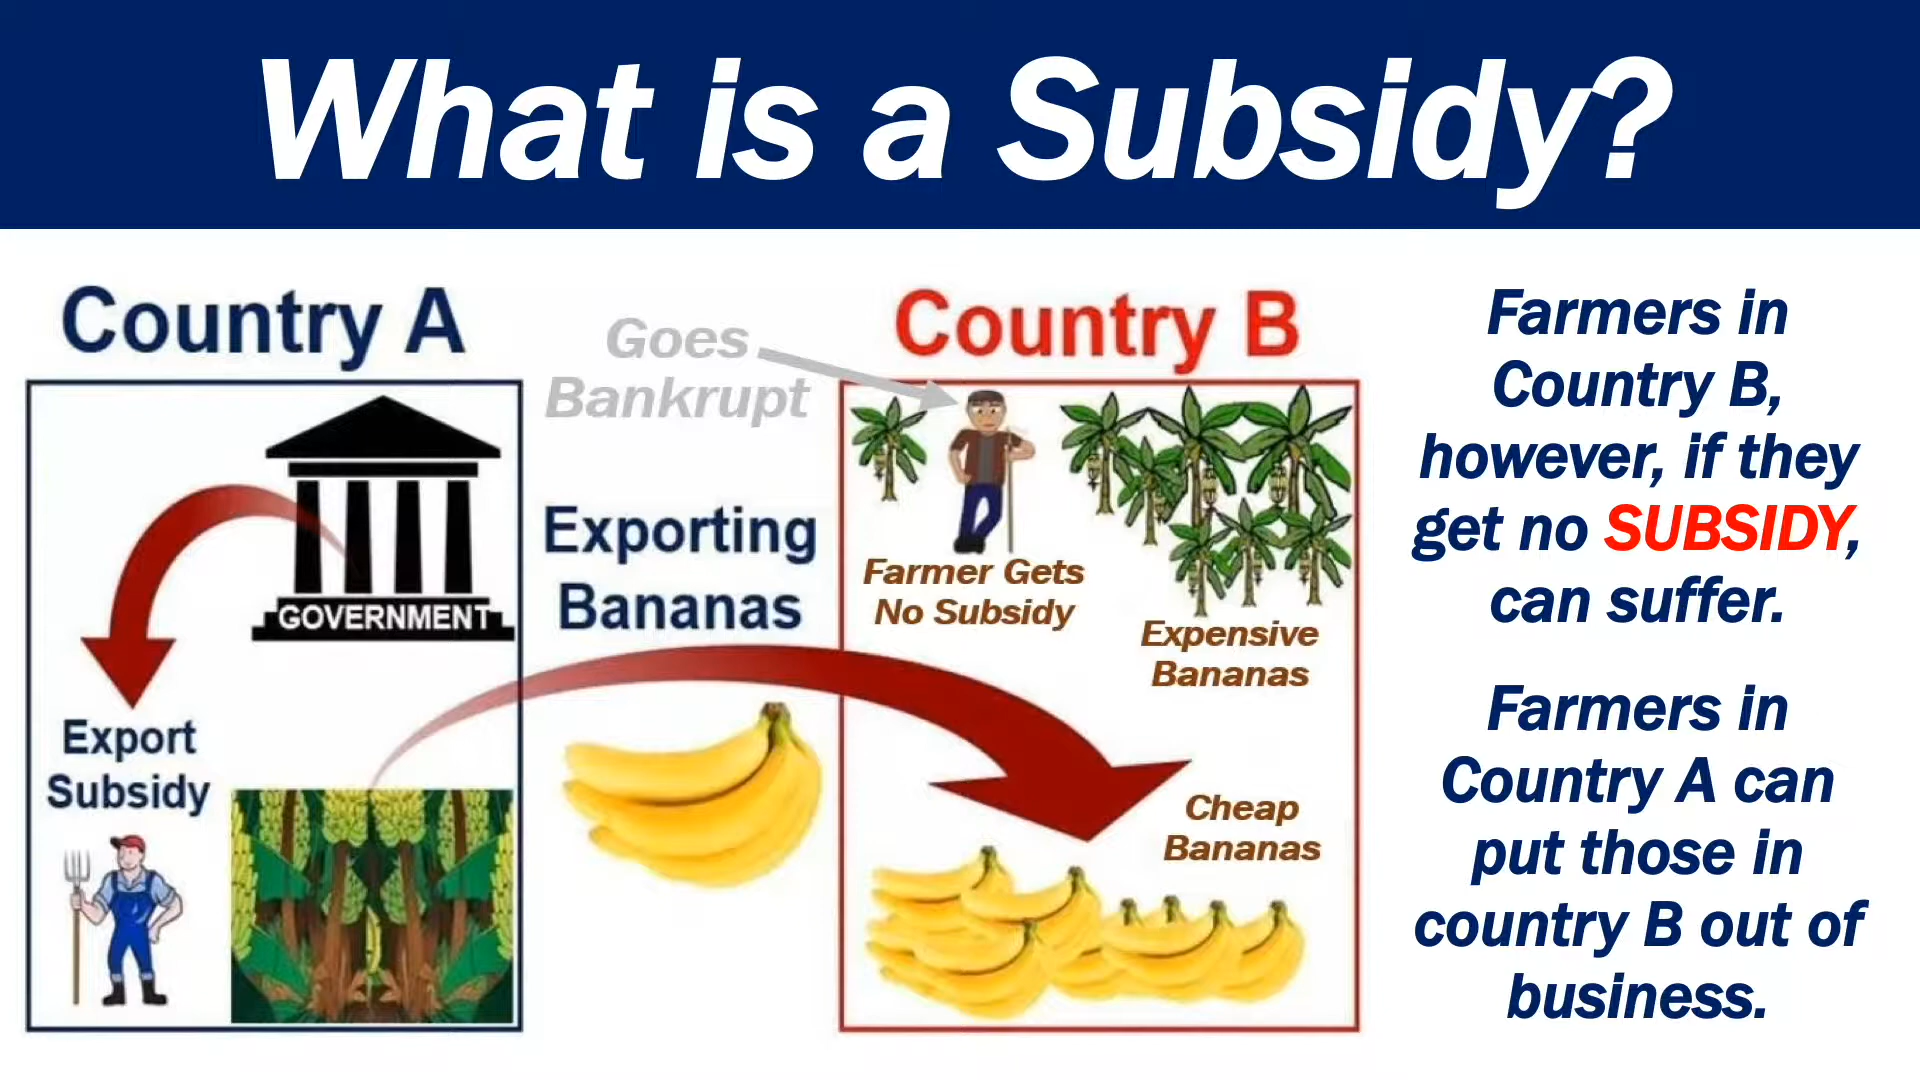 What is a Subsidy?
Country A
GOVERNMENT
Export
Subsidy
Goes
Bankrupt
Exporting
Bananas
Country B
Farmer Gets
No Subsidy
Expensive
Bananas
Cheap
Bananas
Farmers in
Country B,
however, if they
get no SUBSIDY,
can suffer.
Farmers in
Country A can
put those in
country B out of
business.